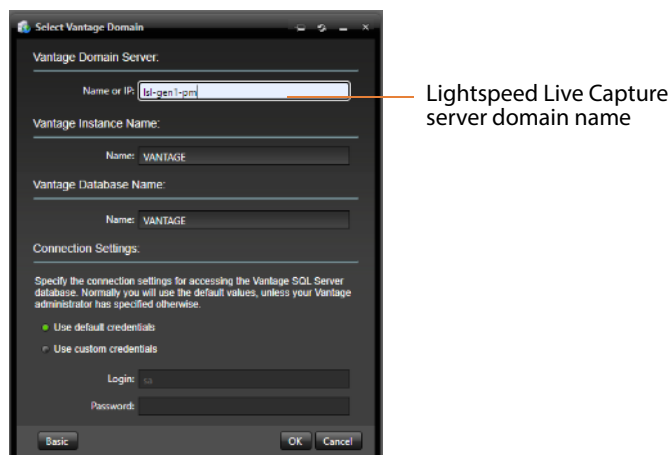 Select Vantage Domain
Vantage Domain Server:
Name or IP: lsl-gen1-pm
Lightspeed Live Capture
server domain name
Vantage Instance Name:
Name: VANTAGE
Vantage Database Name:
Name: VANTAGE
Connection Settings:
Specify the connection settings for accessing the Vantage SQL Server
database. Normally you will use the default values, unless your Vantage
administrator has specified otherwise.
Use default credentials
Use custom credentials
Login: sa
Password:
Basic OK Cancel